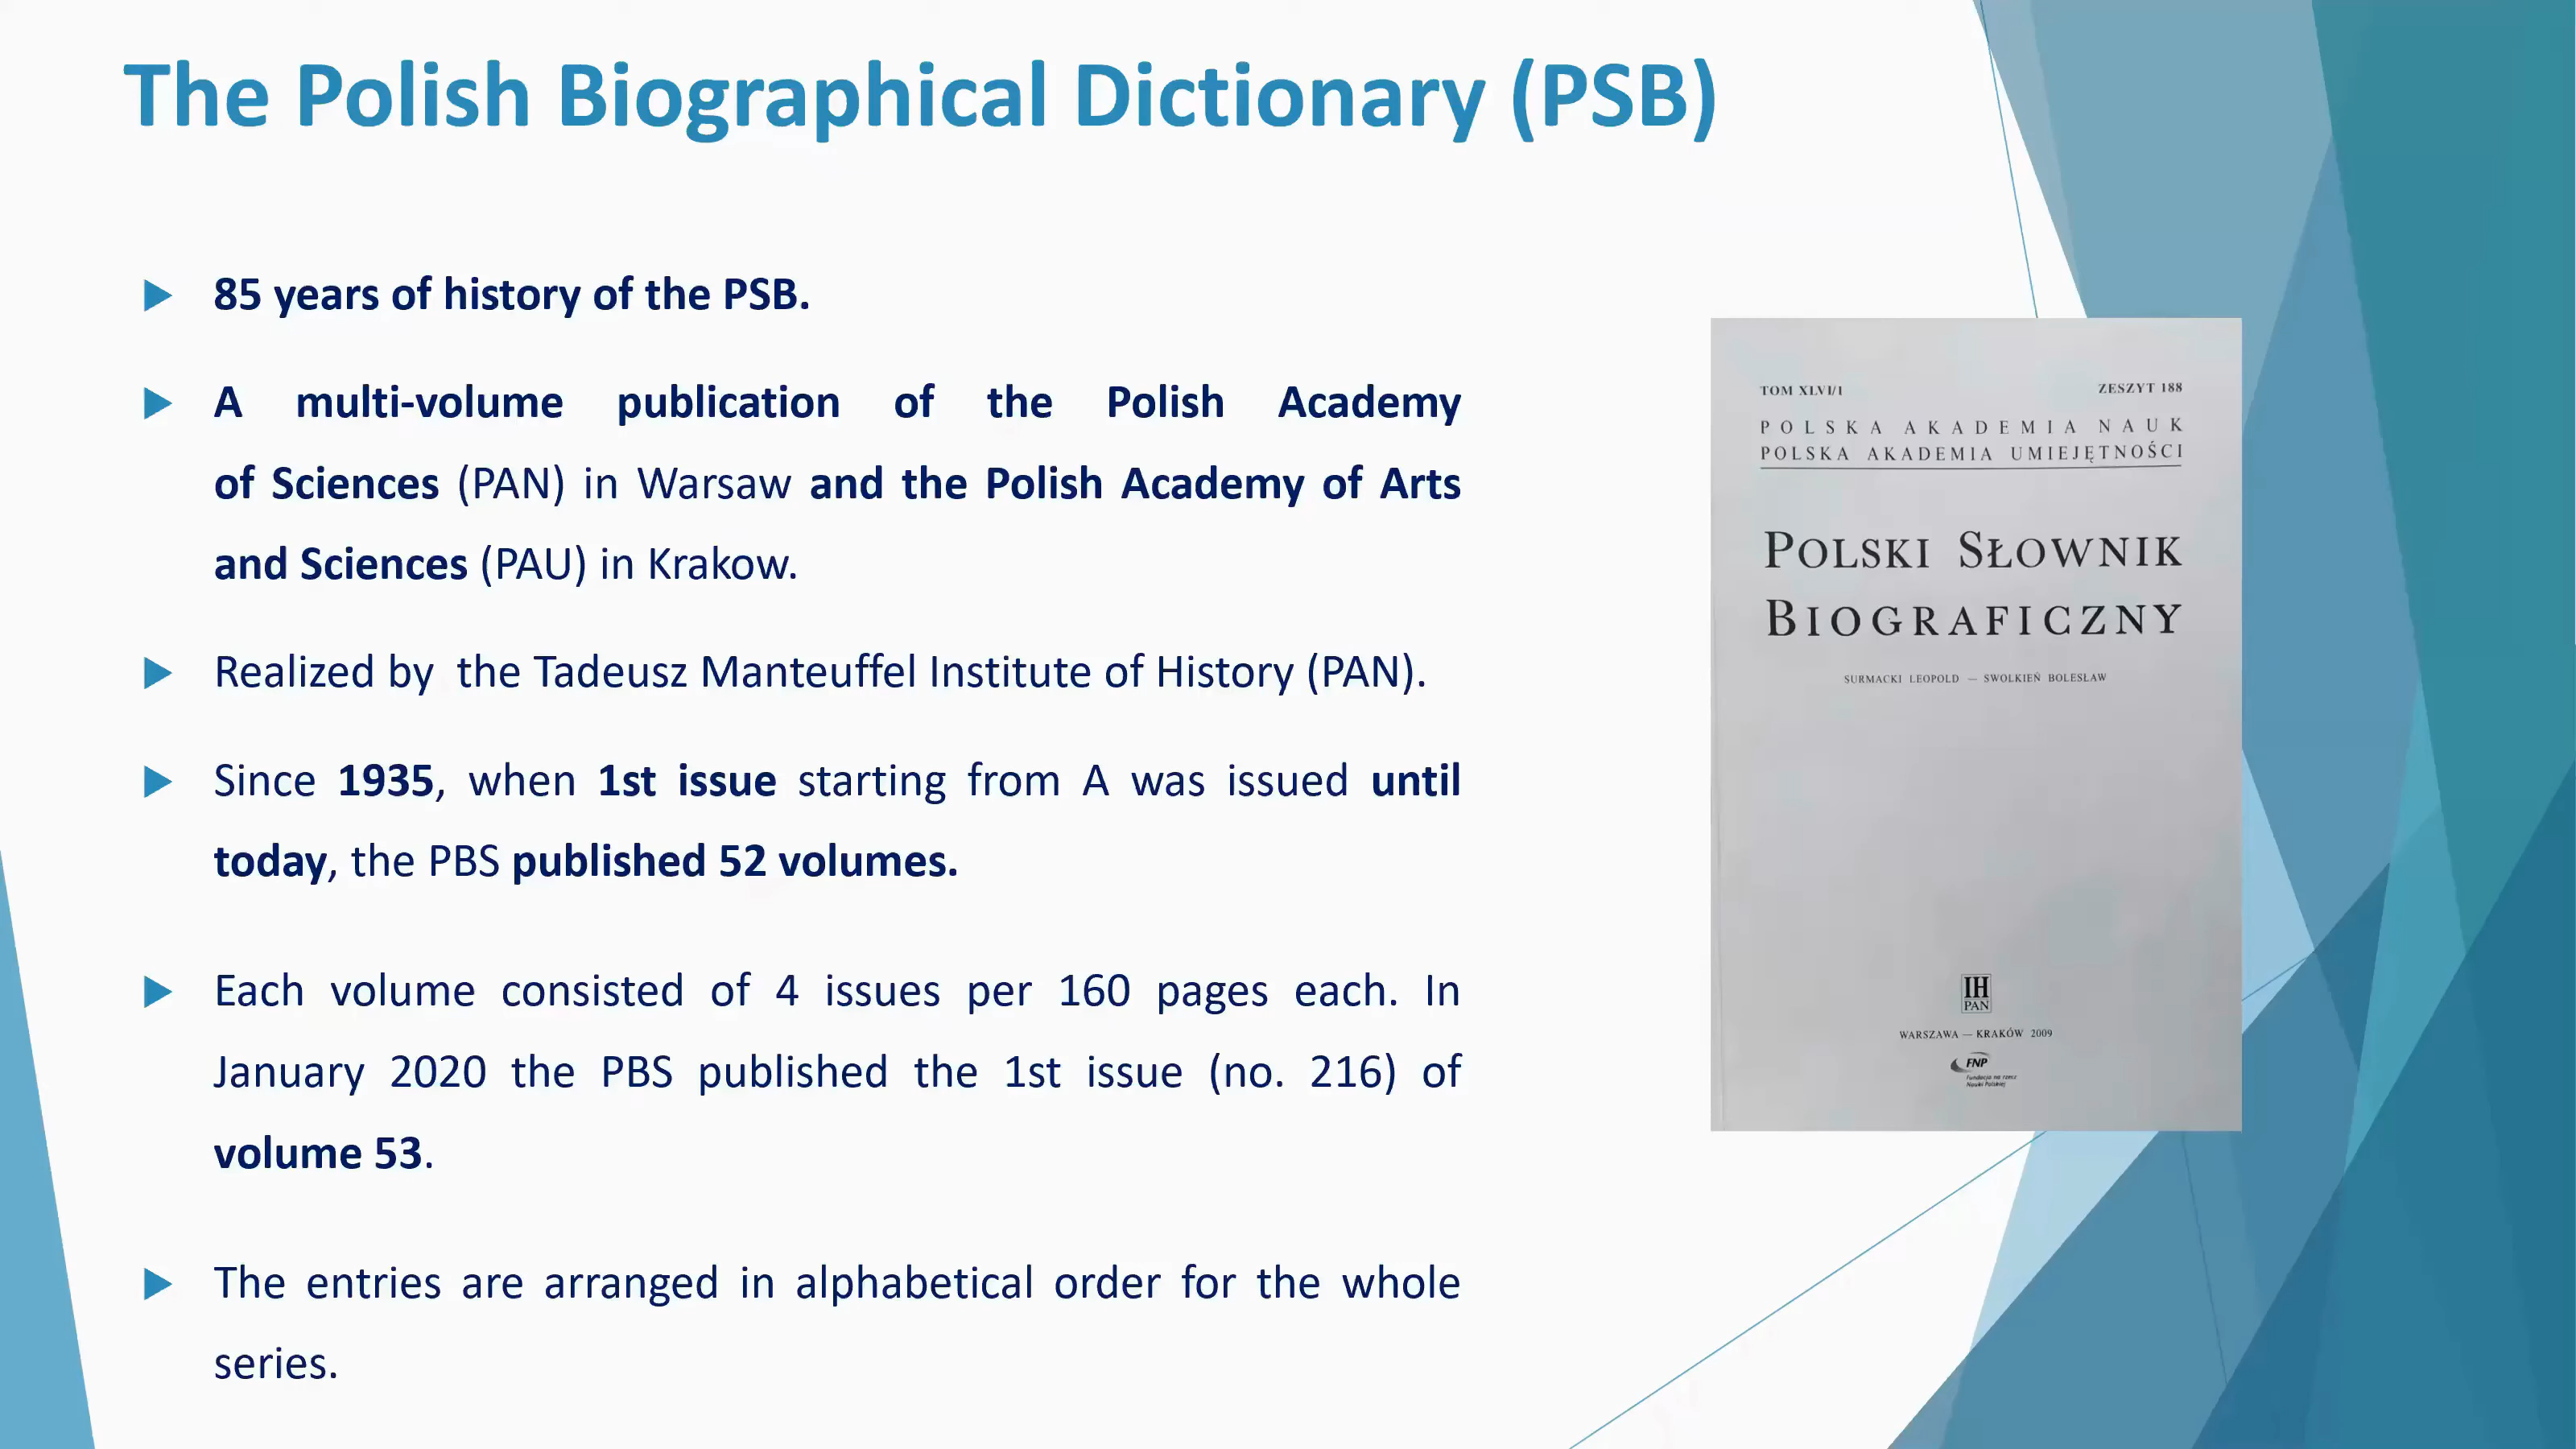 The Polish Biographical Dictionary (PSB)
85 years of history of the PSB.
A multi-volume publication of the Polish Academy
of Sciences (PAN) in Warsaw and the Polish Academy of Arts
and Sciences (PAU) in Krakow.
Realized by the Tadeusz Manteuffel Institute of History (PAN).
Since 1935, when 1st issue starting from A was issued until
today, the PBS published 52 volumes.
Each volume consisted of 4 issues per 160 pages each. In
January 2020 the PBS published the 1st issue (no. 216) of
volume 53.
The entries are arranged in alphabetical order for the whole
series.
TOM XLVI/1 ZESZYT 188
POLSKA AKADEMIA NAUK
POLSKA AKADEMIA UMIEJĘTNOŚCI
POLSKI SŁOWNIK
BIOGRAFICZNY
SURMACKI LEOPOLD — SWOLKIEŃ BOLESŁAW
IH
PAN
WARSZAWA — KRAKÓW 2009
FNP
Fundacja na rzecz
Nauki Polskiej